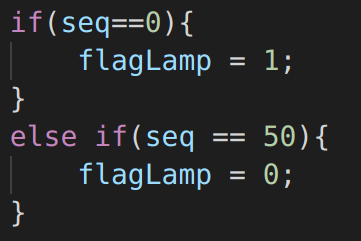 if(seq==0){
    flagLamp = 1;
}
else if(seq == 50){
    flagLamp = 0;
}